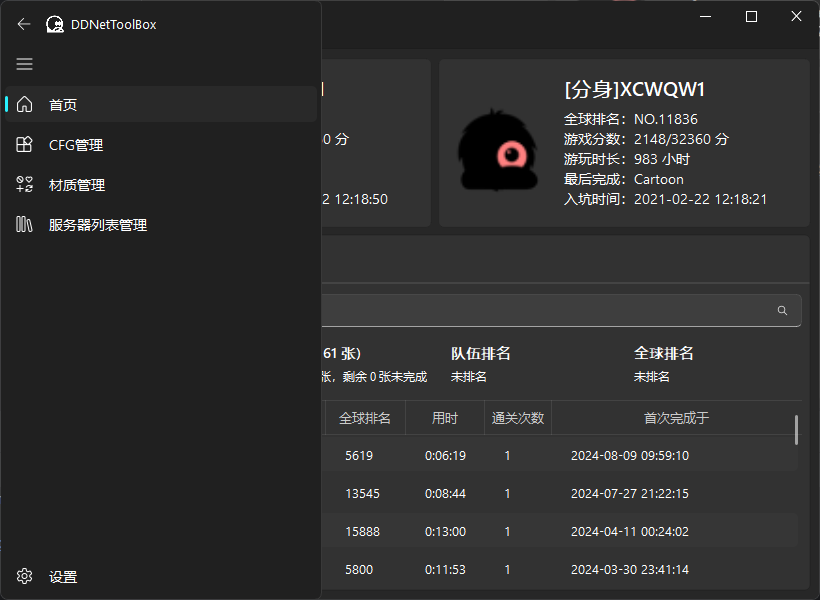 DDNetToolBox
首页
CFG管理
材质管理
服务器列表管理
设置
0 分
2 12:18:50
[分身]XCWQW1
全球排名：NO.11836
游戏分数：2148/32360 分
游玩时长：983 小时
最后完成：Cartoon
入坑时间：2021-02-22 12:18:21
61 张) 队伍排名 全球排名
张，剩余 0 张未完成 未排名 未排名
全球排名 用时 通关次数 首次完成于
5619 0:06:19 1 2024-08-09 09:59:10
13545 0:08:44 1 2024-07-27 21:22:15
15888 0:13:00 1 2024-04-11 00:24:02
5800 0:11:53 1 2024-03-30 23:41:14